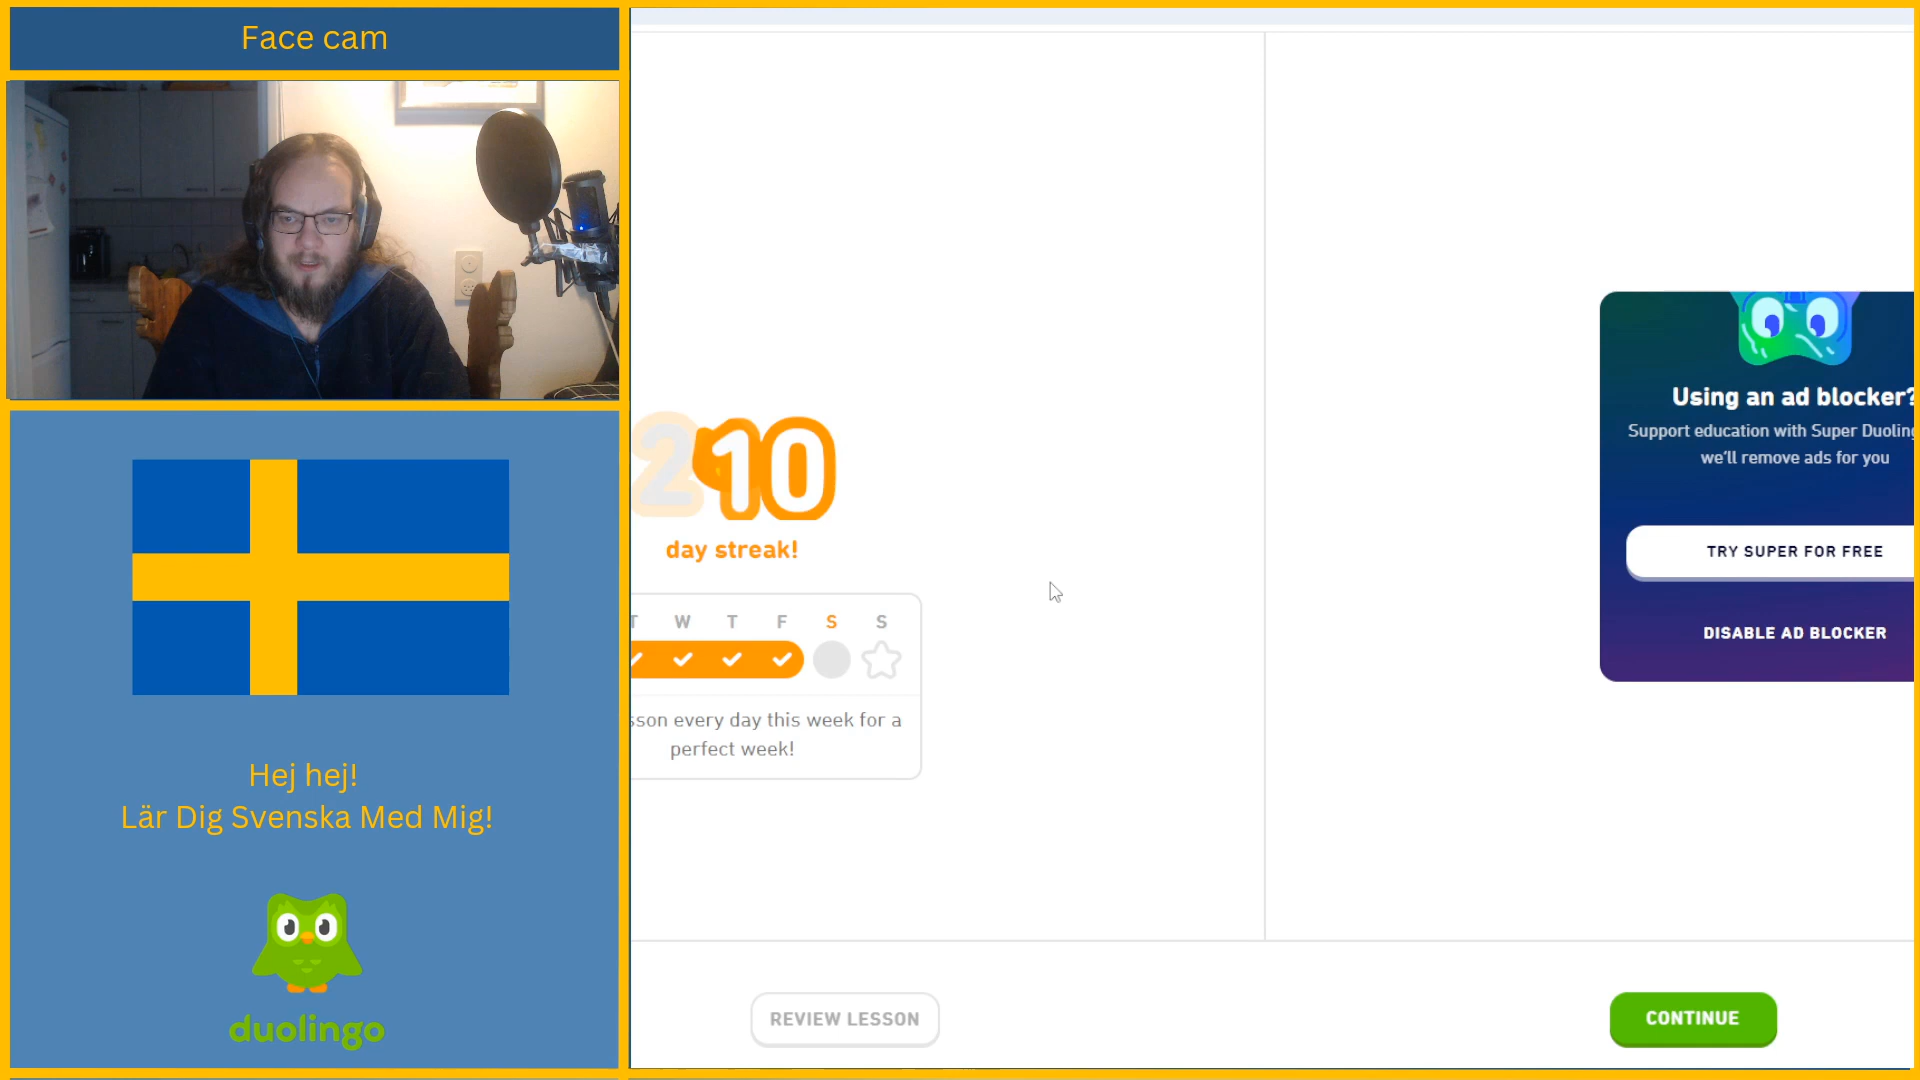 Face cam
Hej hej!
Lär Dig Svenska Med Mig!
duolingo
210
day streak!
T W T F S S
sson every day this week for a
perfect week!
REVIEW LESSON
Using an ad blocker?
Support education with Super Duoling
we'll remove ads for you
TRY SUPER FOR FREE
DISABLE AD BLOCKER
CONTINUE